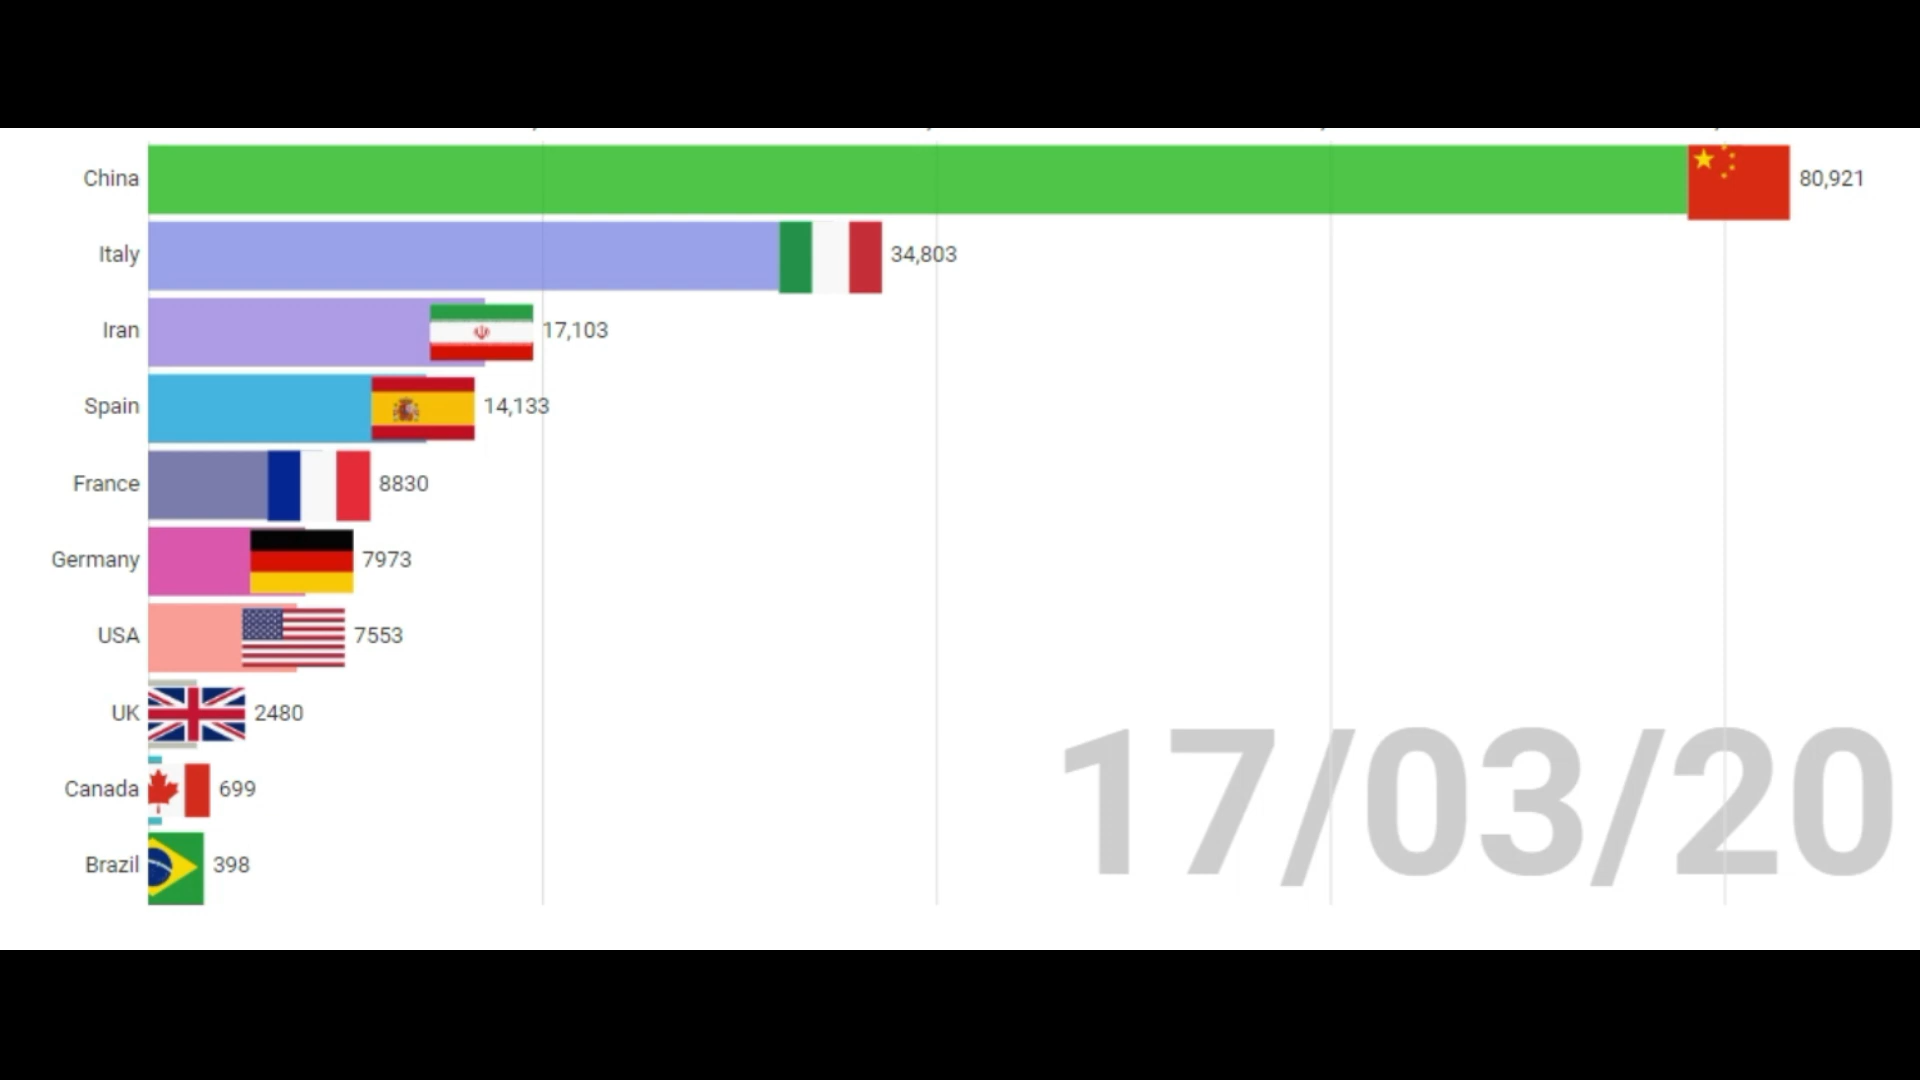 China 80,921
Italy 34,803
Iran 17,103
Spain 14,133
France 8830
Germany 7973
USA 7553
UK 2480
Canada 699
Brazil 398
17/03/20